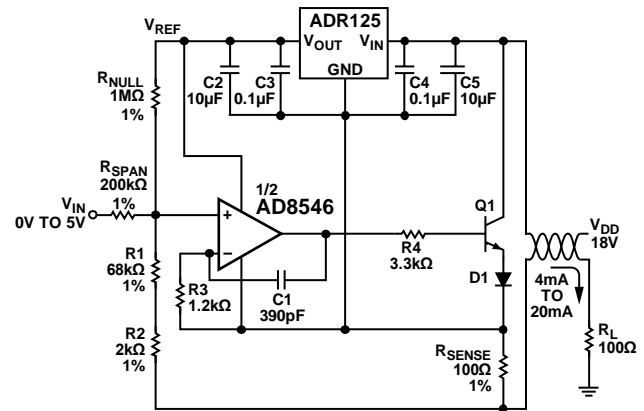 ADR125
VREF
VOUT VIN
GND
RNULL
1MΩ
1%
C2
10µF
C3
0.1µF
C4
0.1µF
C5
10µF
RSPAN
200kΩ
1%
VIN
0V TO 5V
1/2
AD8546
+
–
R1
68kΩ
1%
R3
1.2kΩ
C1
390pF
R4
3.3kΩ
Q1
D1
VDD
18V
4mA
TO
20mA
R2
2kΩ
1%
RSENSE
100Ω
1%
RL
100Ω